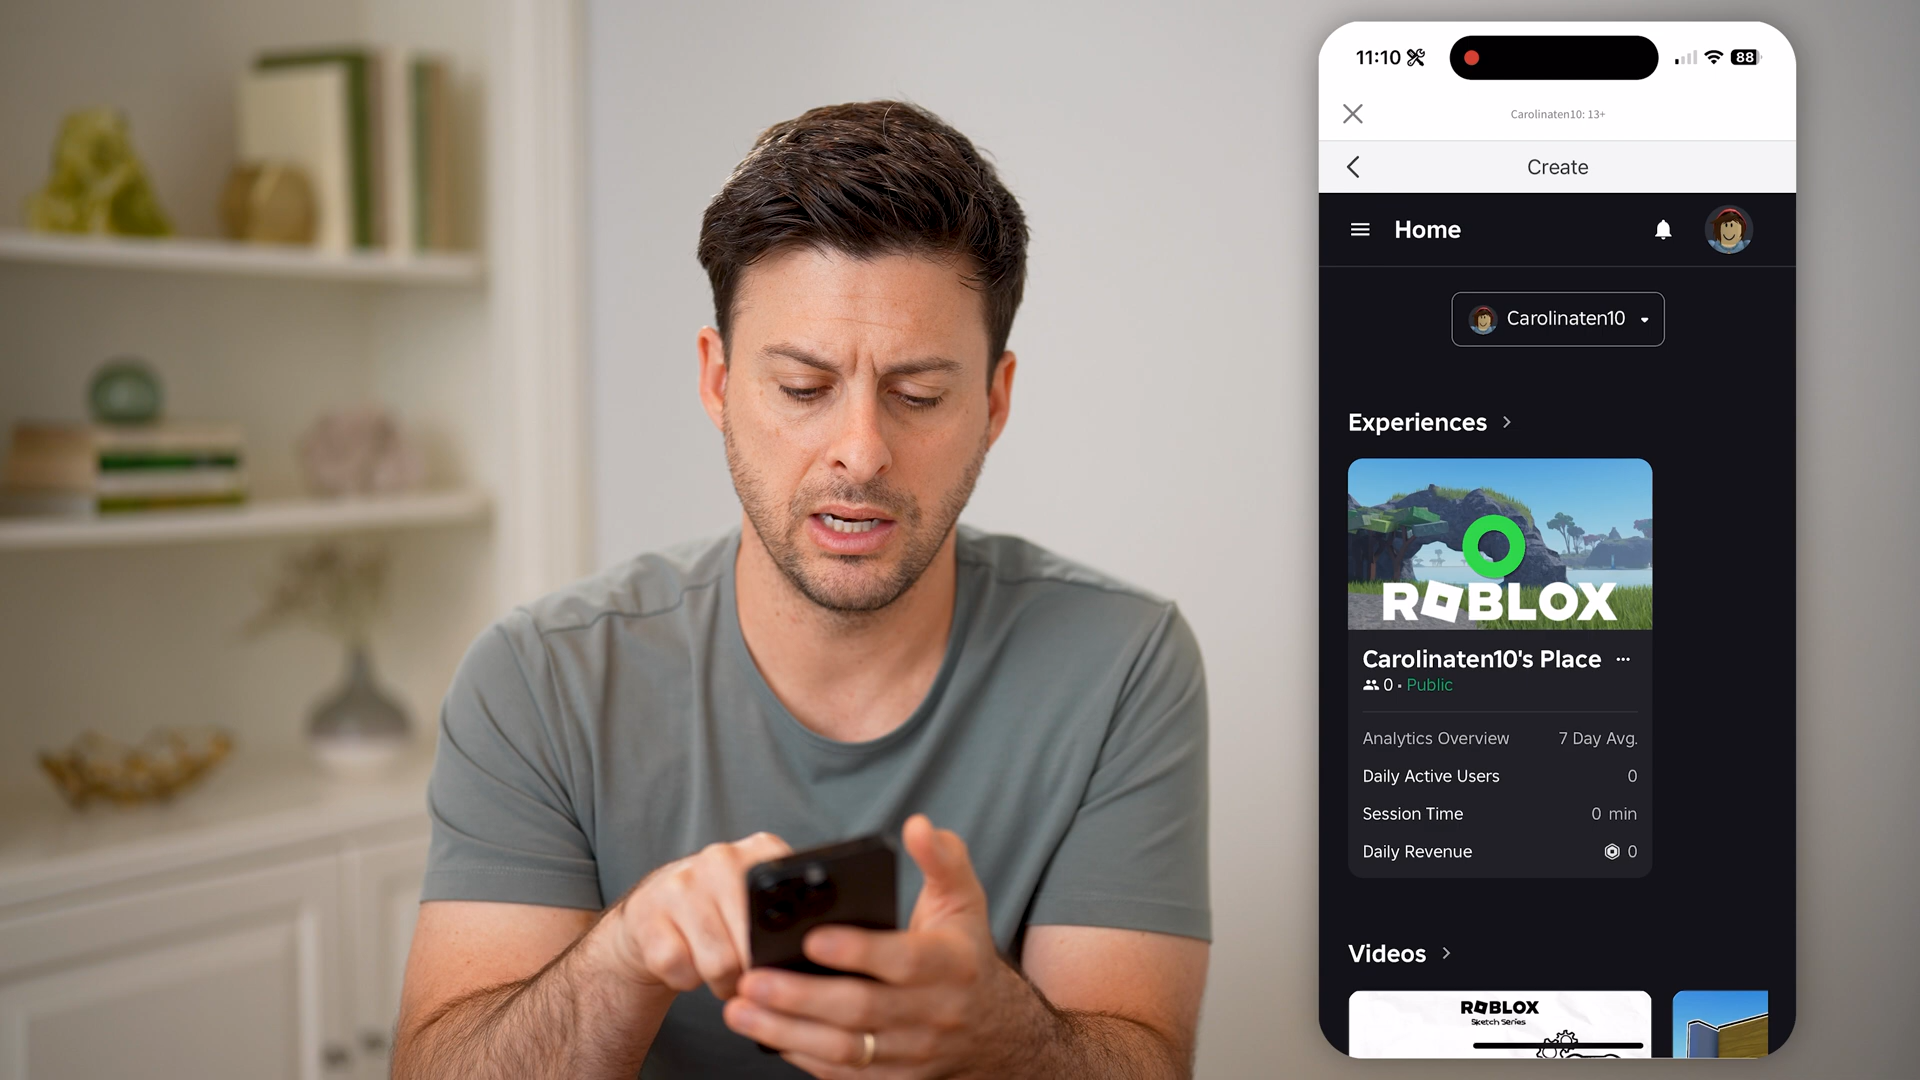 11:10
88
Carolinaten10: 13+
Create
Home
Carolinaten10
Experiences
ROBLOX
Carolinaten10's Place
0 • Public
Analytics Overview 7 Day Avg.
Daily Active Users 0
Session Time 0 min
Daily Revenue 0
Videos
ROBLOX
Sketch Series